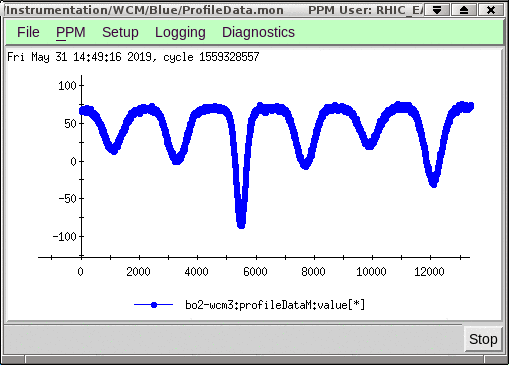 /Instrumentation/WCM/Blue/ProfileData.mon PPM User: RHIC_EA
File PPM Setup Logging Diagnostics
Fri May 31 14:49:16 2019, cycle 1559328557
100
50
0
-50
-100
0 2000 4000 6000 8000 10000 12000
bo2-wcm3:profileDataM:value[*]
Stop